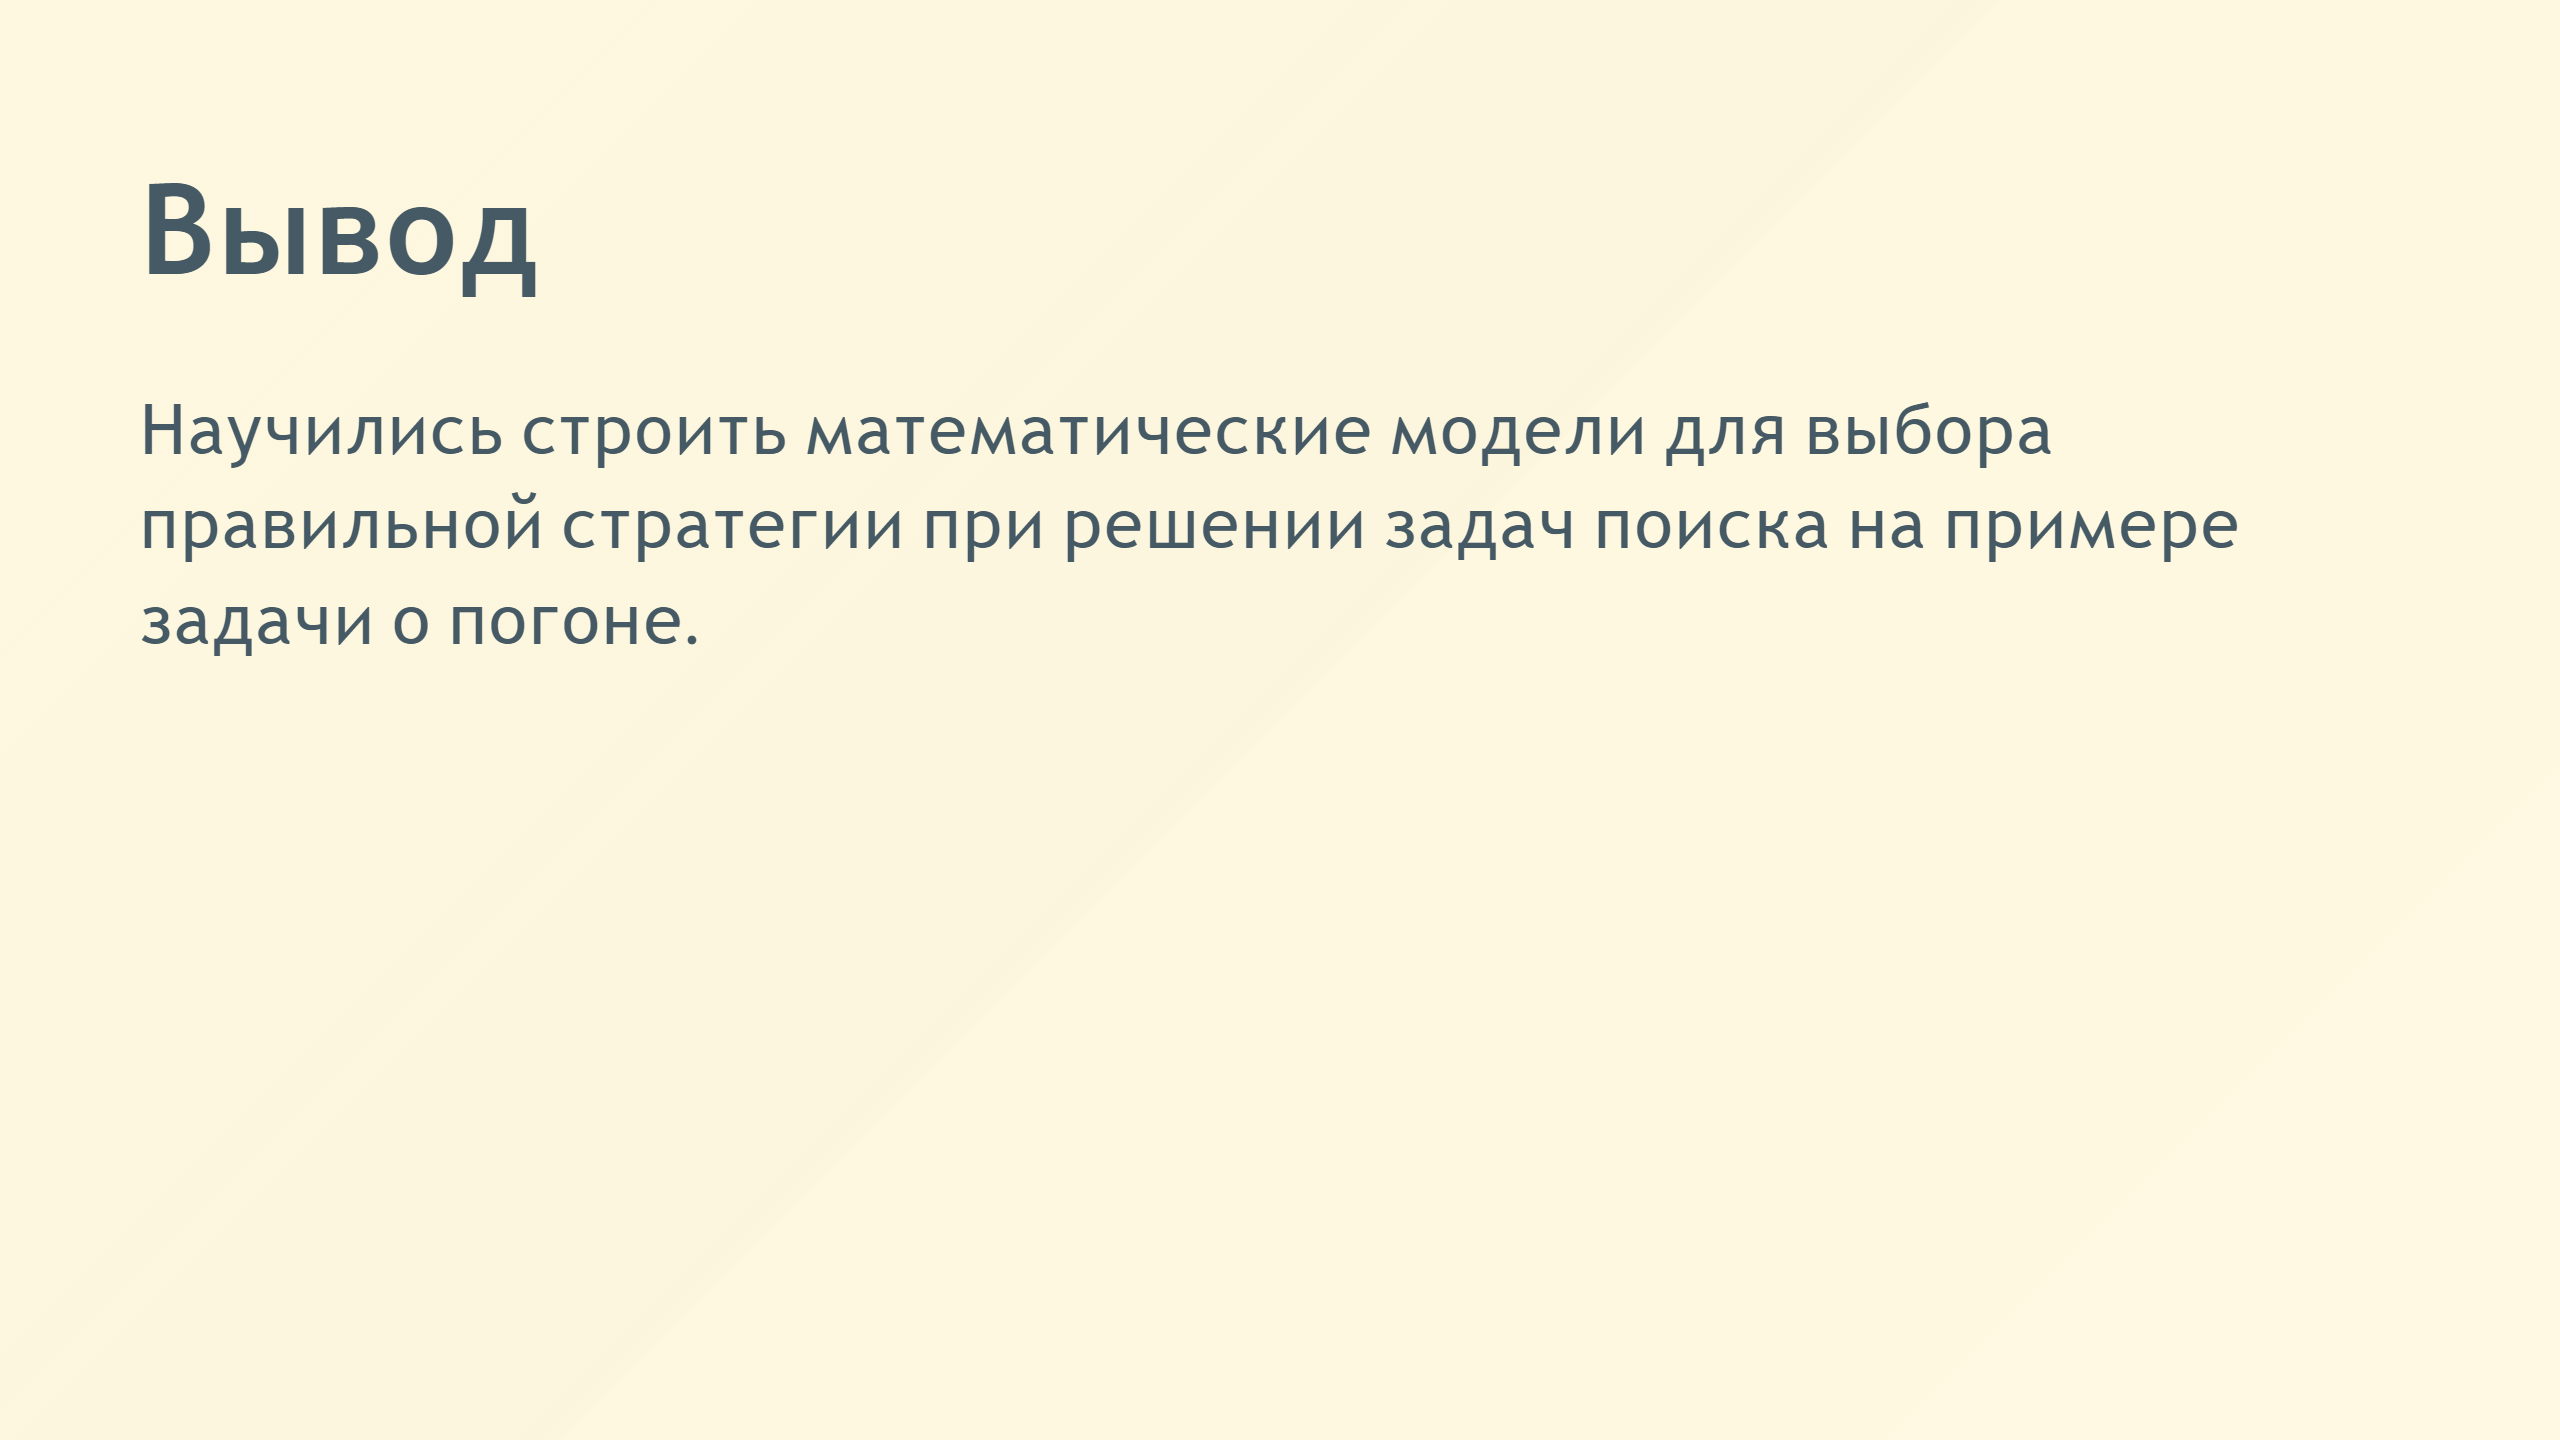 Вывод
Научились строить математические модели для выбора
правильной стратегии при решении задач поиска на примере
задачи о погоне.